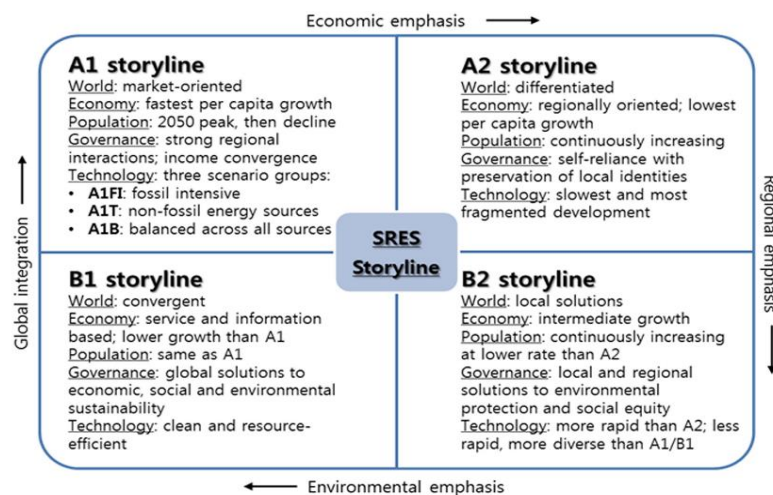 Economic emphasis
A1 storyline
World: market-oriented
Economy: fastest per capita growth
Population: 2050 peak, then decline
Governance: strong regional
interactions; income convergence
Technology: three scenario groups:
• A1FI: fossil intensive
• A1T: non-fossil energy sources
• A1B: balanced across all sources
A2 storyline
World: differentiated
Economy: regionally oriented; lowest
per capita growth
Population: continuously increasing
Governance: self-reliance with
preservation of local identities
Technology: slowest and most
fragmented development
Global integration
SRES
Storyline
Regional emphasis
B1 storyline
World: convergent
Economy: service and information
based; lower growth than A1
Population: same as A1
Governance: global solutions to
economic, social and environmental
sustainability
Technology: clean and resource-
efficient
B2 storyline
World: local solutions
Economy: intermediate growth
Population: continuously increasing
at lower rate than A2
Governance: local and regional
solutions to environmental
protection and social equity
Technology: more rapid than A2; less
rapid, more diverse than A1/B1
Environmental emphasis